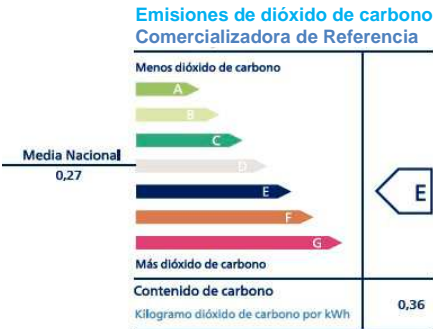 Emisiones de dióxido de carbono
Comercializadora de Referencia
Menos dióxido de carbono
A
B
C
Media Nacional
D
0,27
E
E
F
G
Más dióxido de carbono
Contenido de carbono
0,36
Kilogramo dióxido de carbono por kWh